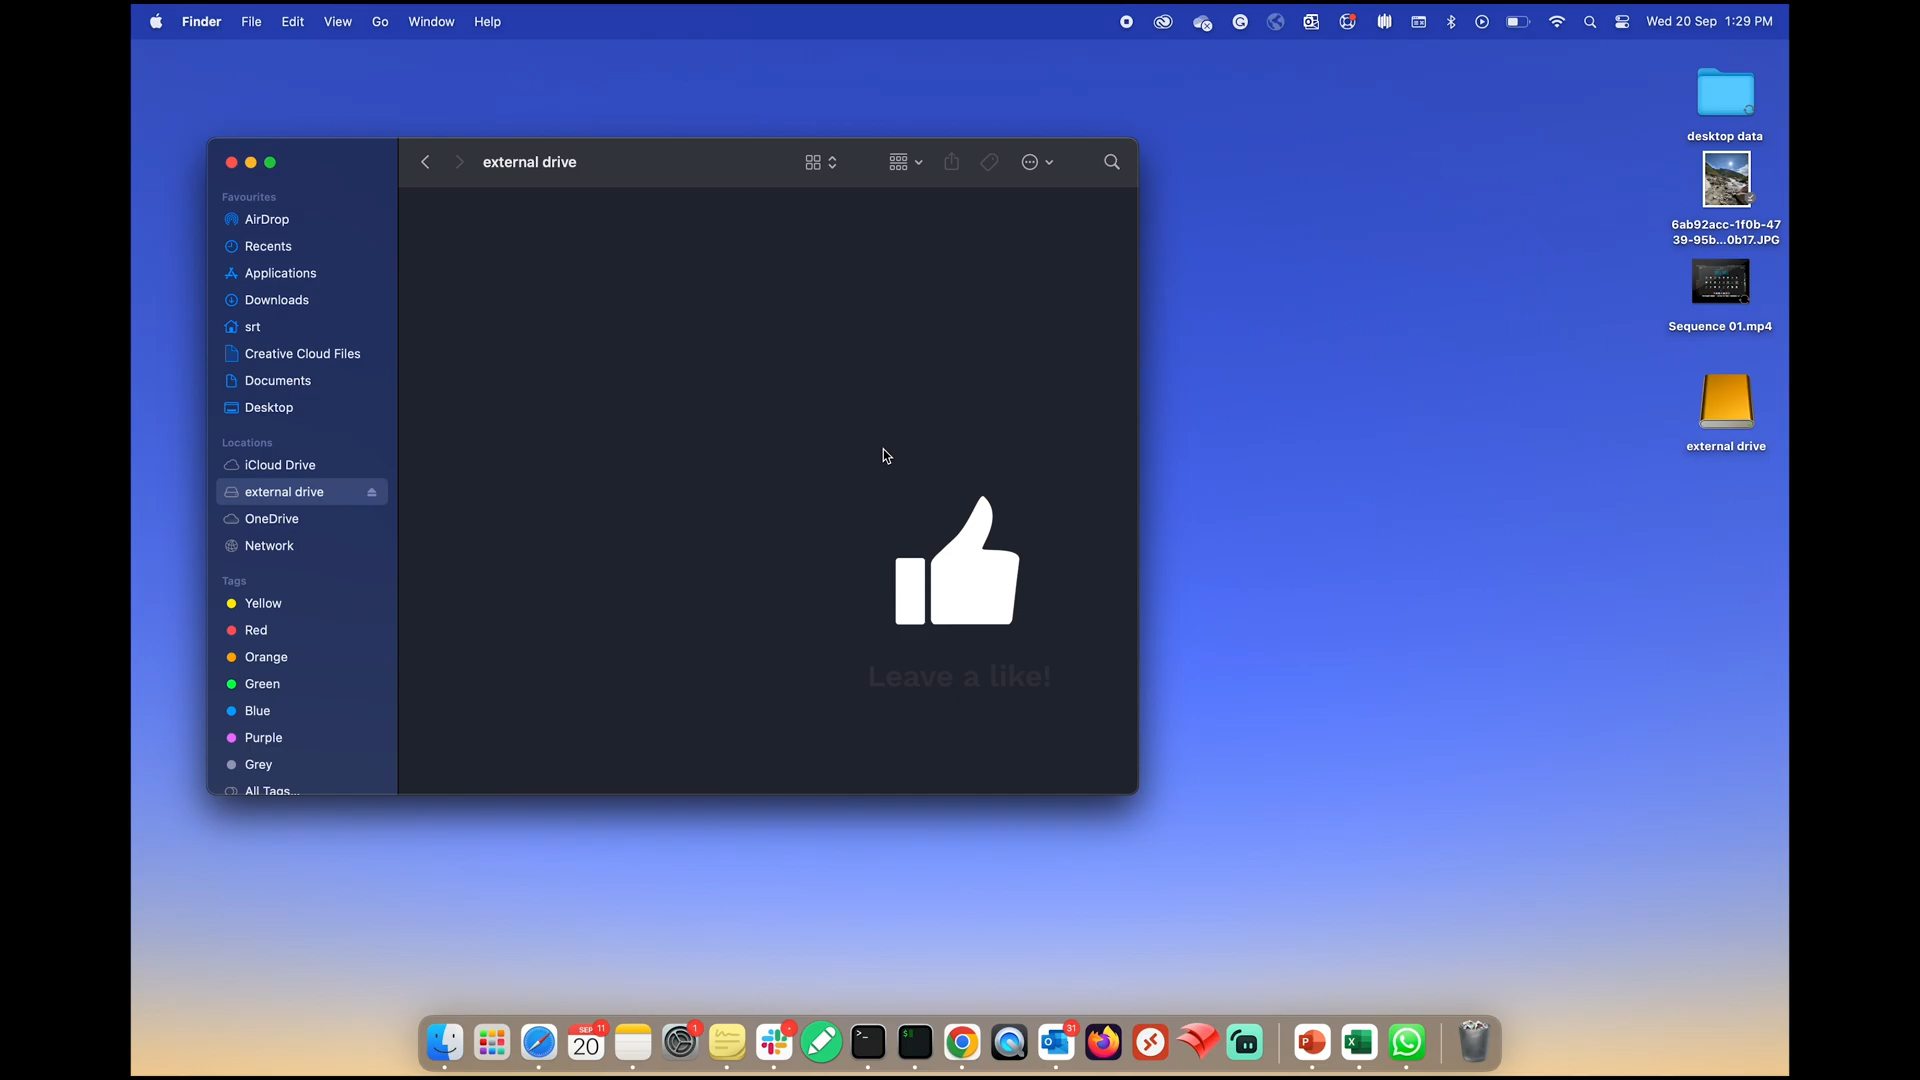 Finder File Edit View Go Window Help
Wed 20 Sep 1:29 PM
external drive
Favourites
AirDrop
Recents
Applications
Downloads
srt
Creative Cloud Files
Documents
Desktop
Locations
iCloud Drive
external drive
OneDrive
Network
Tags
Yellow
Red
Orange
Green
Blue
Purple
Grey
All Tags...
Leave a like!
desktop data
6ab92acc-1f0b-47
39-95b...0b17.JPG
Sequence 01.mp4
external drive
SEP 11
20
1
31